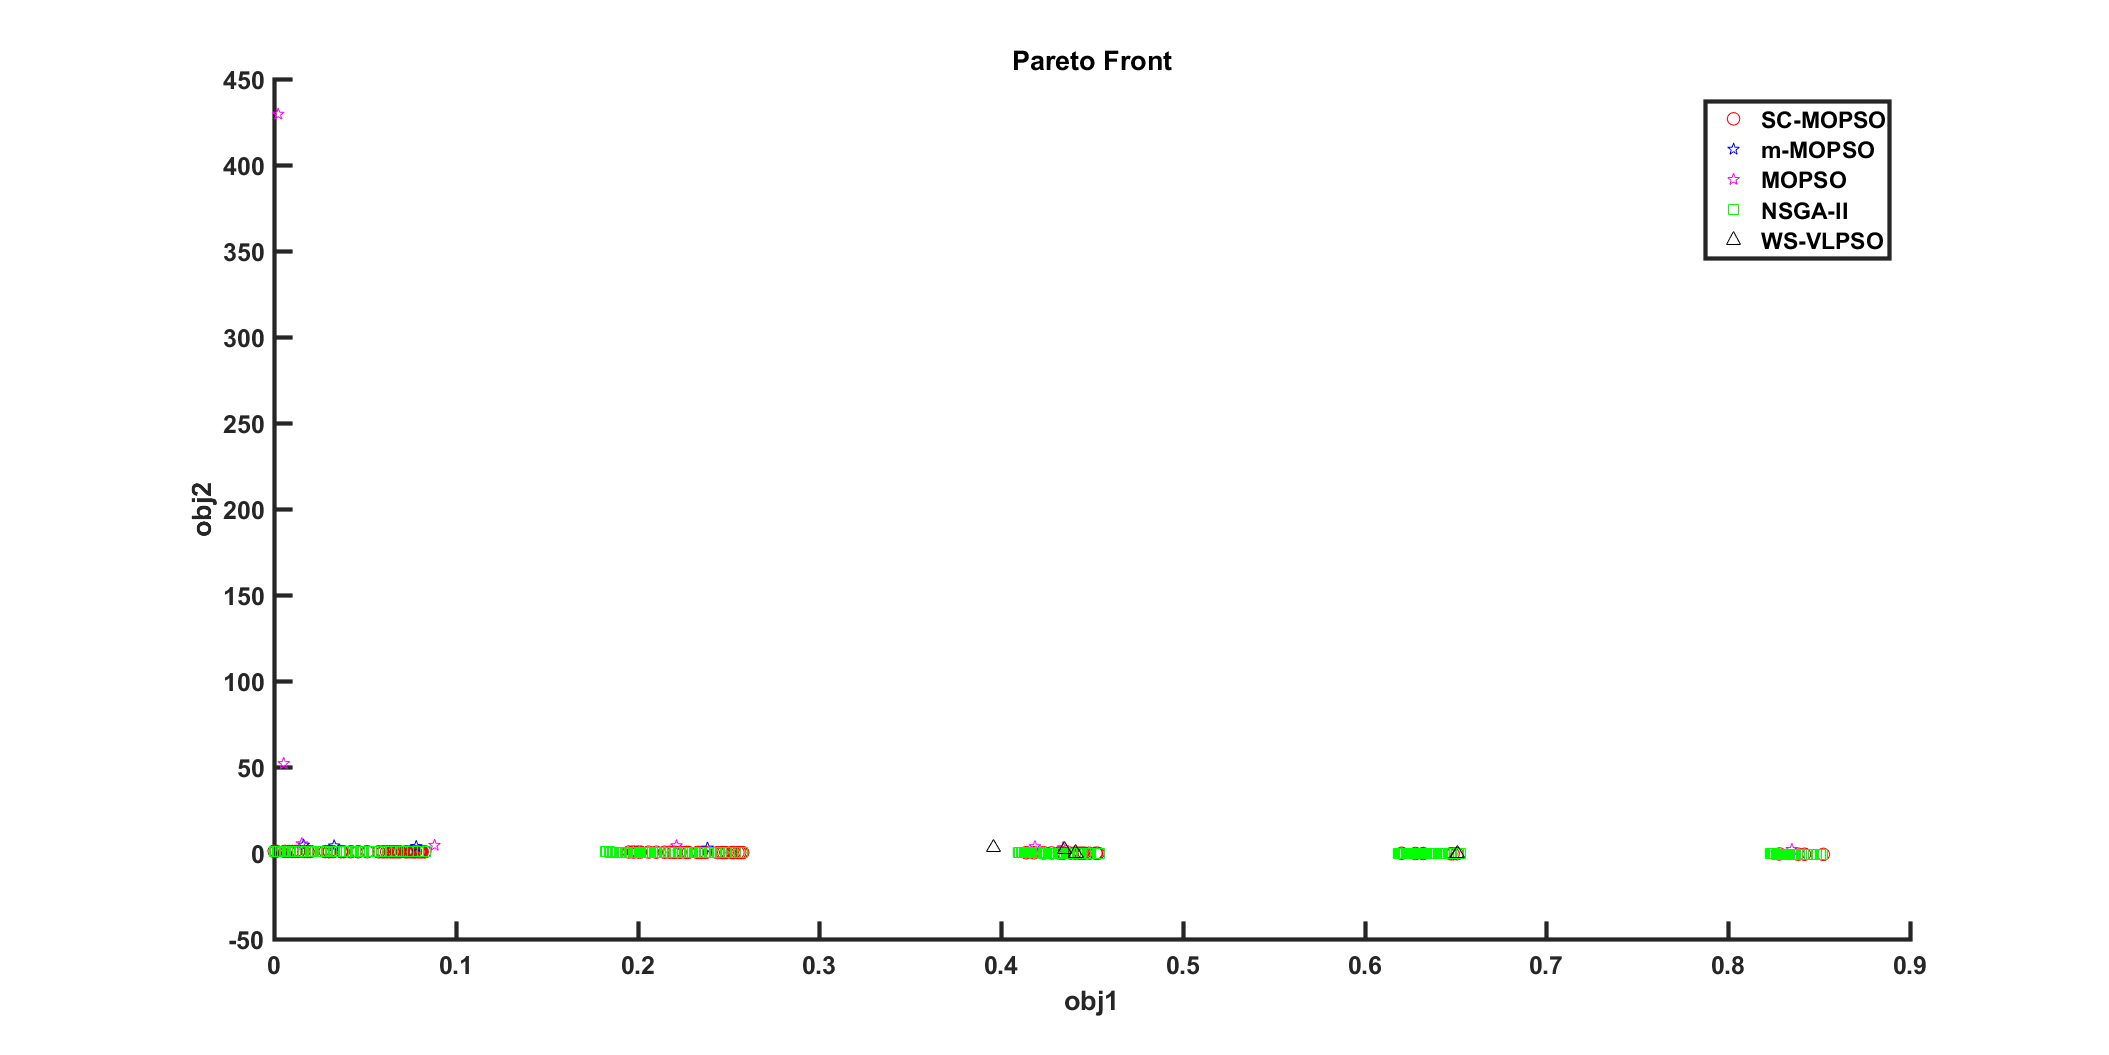 Pareto Front
450
400
350
300
250
200
150
100
50
0
-50
obj2
0 0.1 0.2 0.3 0.4 0.5 0.6 0.7 0.8 0.9
obj1
SC-MOPSO
m-MOPSO
MOPSO
NSGA-II
WS-VLPSO